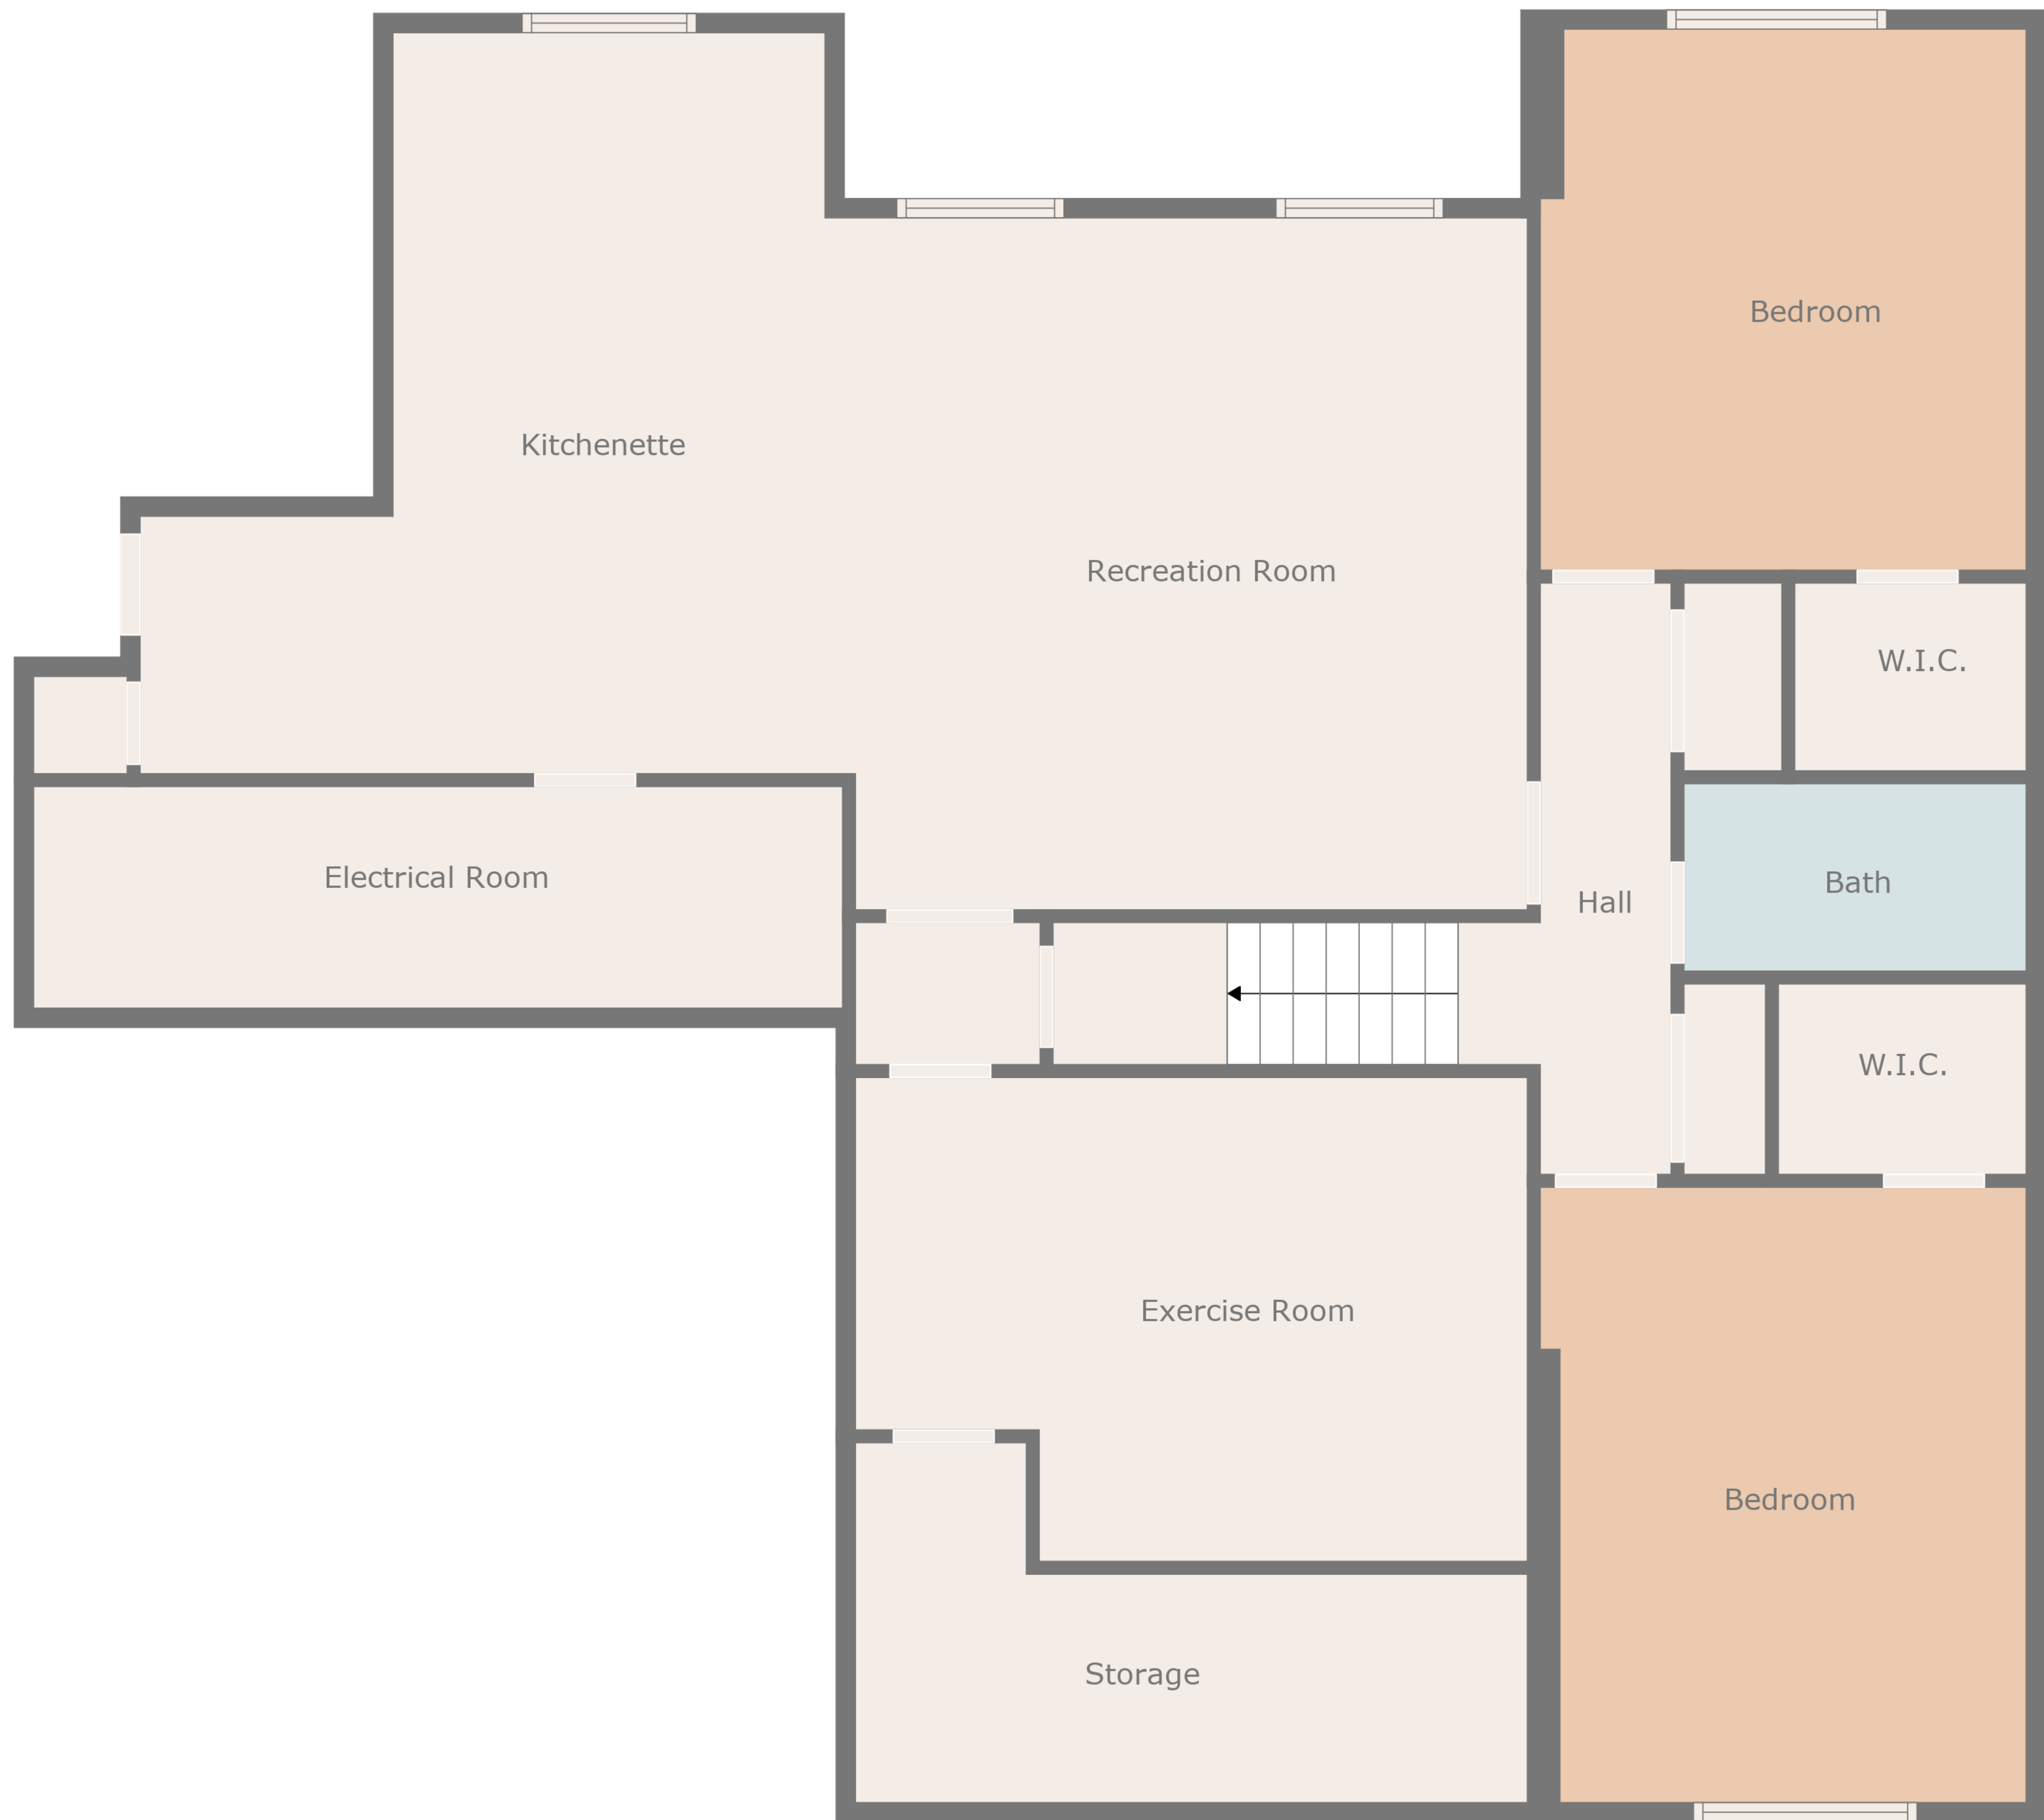 Bedroom
Kitchenette
Recreation Room
W.I.C.
Electrical Room
Bath
Hall
W.I.C.
Exercise Room
Bedroom
Storage